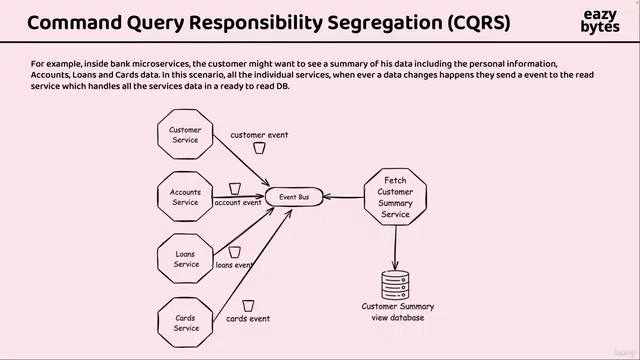 Command Query Responsibility Segregation (CQRS)
eazy
bytes
For example, inside bank microservices, the customer might want to see a summary of his data including the personal information,
Accounts, Loans and Cards data. In this scenario, all the individual services, when ever a data changes happens they send a event to the read
service which handles all the services data in a ready to read DB.
Customer
Service
customer event
Accounts
Service
account event
Event Bus
Fetch
Customer
Summary
Service
Loans
Service
loans event
Customer Summary
view database
Cards
Service
cards event